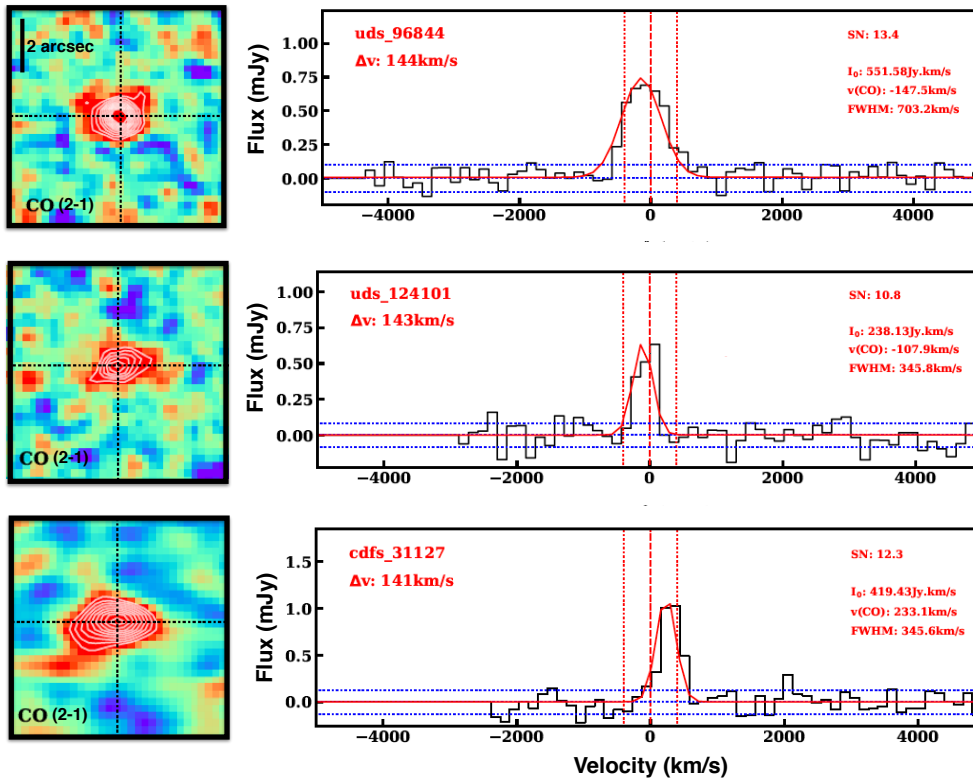 2 arcsec
CO (2-1)
Flux (mJy)
1.00
0.75
0.50
0.25
0.00
uds_96844
Δv: 144km/s
SN: 13.4
I₀: 551.58Jy.km/s
v(CO): -147.5km/s
FWHM: 703.2km/s
−4000
−2000
0
2000
4000
CO (2-1)
Flux (mJy)
1.00
0.75
0.50
0.25
0.00
uds_124101
Δv: 143km/s
SN: 10.8
I₀: 238.13Jy.km/s
v(CO): -107.9km/s
FWHM: 345.8km/s
−4000
−2000
0
2000
4000
CO (2-1)
Flux (mJy)
1.5
1.0
0.5
0.0
cdfs_31127
Δv: 141km/s
SN: 12.3
I₀: 419.43Jy.km/s
v(CO): 233.1km/s
FWHM: 345.6km/s
−4000
−2000
0
2000
4000
Velocity (km/s)